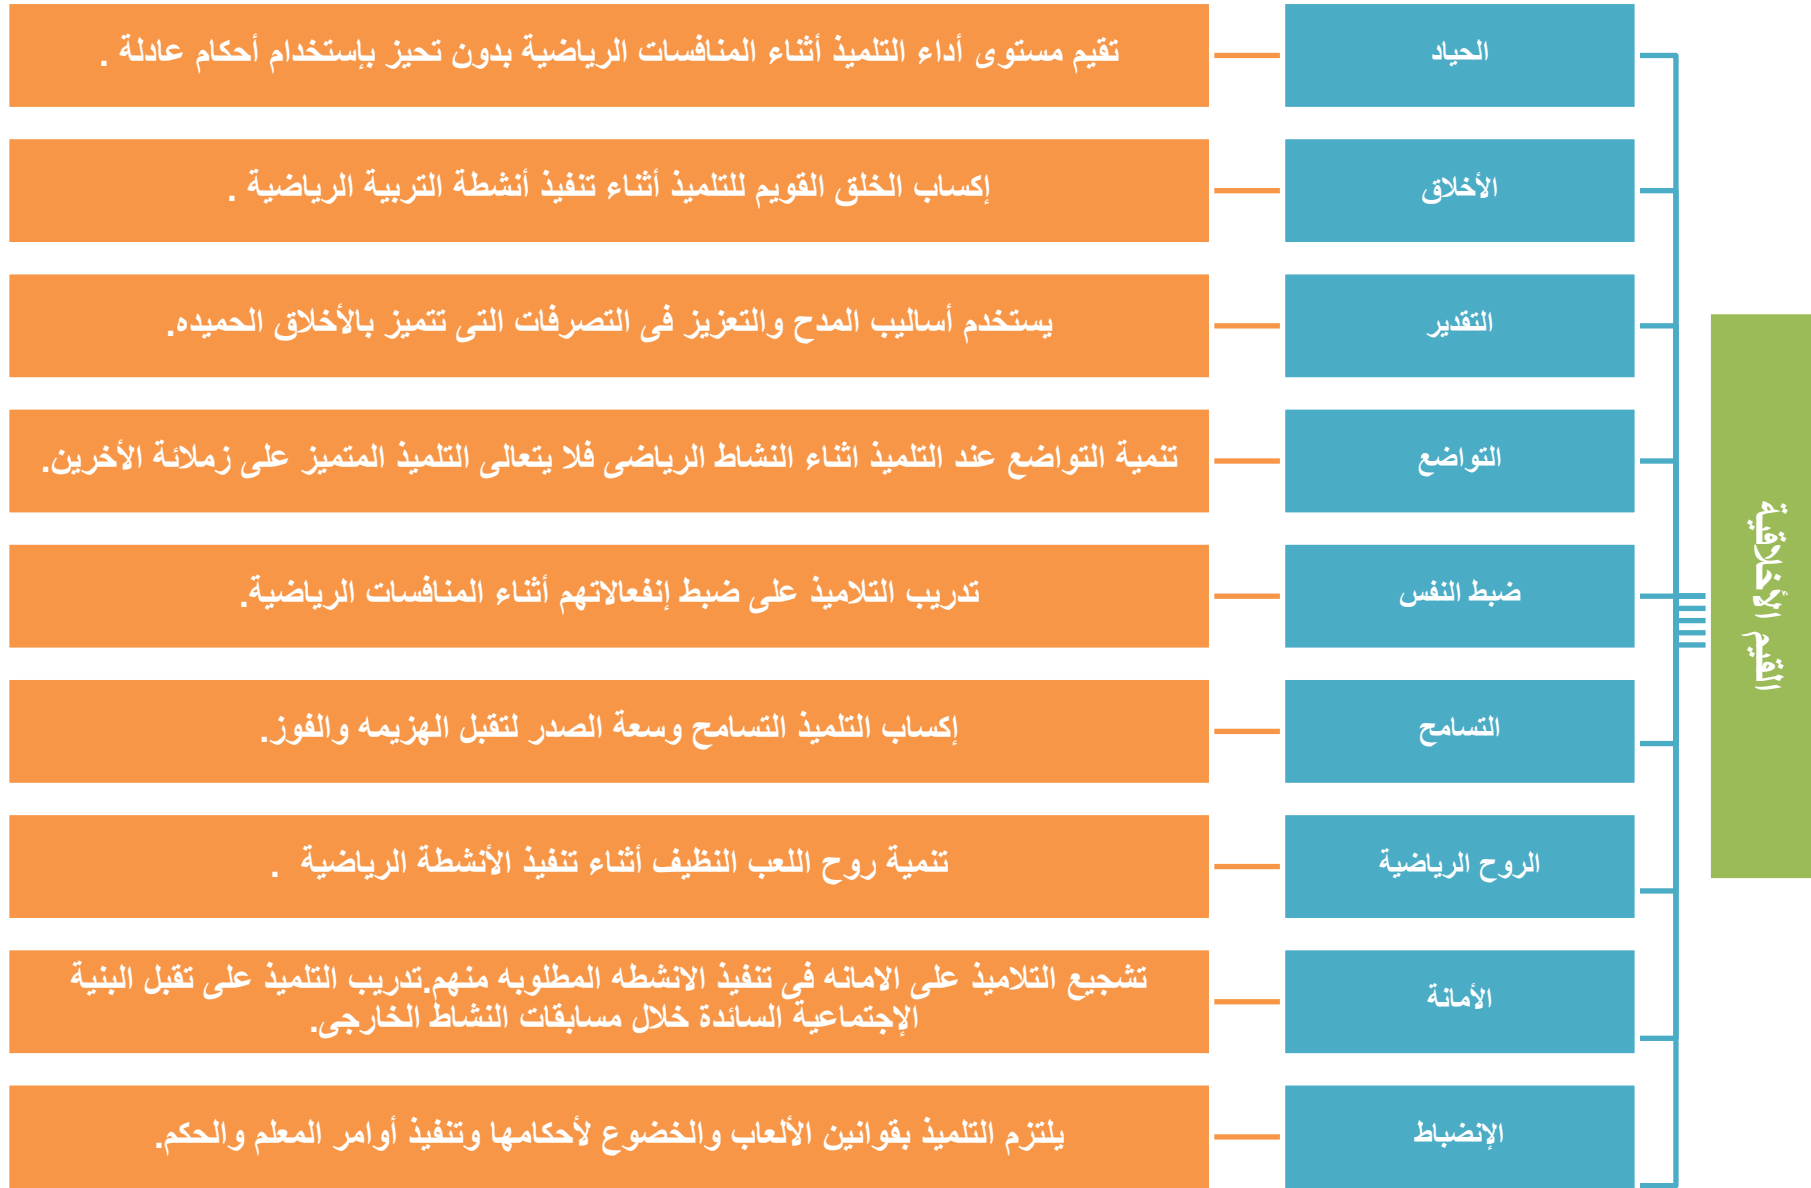 القيم الأخلاقية
الحياد
تقيم مستوى أداء التلميذ أثناء المنافسات الرياضية بدون تحيز بإستخدام أحكام عادلة .
الأخلاق
إكساب الخلق القويم للتلميذ أثناء تنفيذ أنشطة التربية الرياضية .
التقدير
يستخدم أساليب المدح والتعزيز فى التصرفات التى تتميز بالأخلاق الحميده.
التواضع
تنمية التواضع عند التلميذ اثناء النشاط الرياضى فلا يتعالى التلميذ المتميز على زملائة الأخرين.
ضبط النفس
تدريب التلاميذ على ضبط إنفعالاتهم أثناء المنافسات الرياضية.
التسامح
إكساب التلميذ التسامح وسعة الصدر لتقبل الهزيمه والفوز.
الروح الرياضية
تنمية روح اللعب النظيف أثناء تنفيذ الأنشطة الرياضية .
الأمانة
تشجيع التلاميذ على الامانه فى تنفيذ الانشطه المطلوبه منهم.تدريب التلميذ على تقبل البنية
الإجتماعية السائدة خلال مسابقات النشاط الخارجى.
الإنضباط
يلتزم التلميذ بقوانين الألعاب والخضوع لأحكامها وتنفيذ أوامر المعلم والحكم.